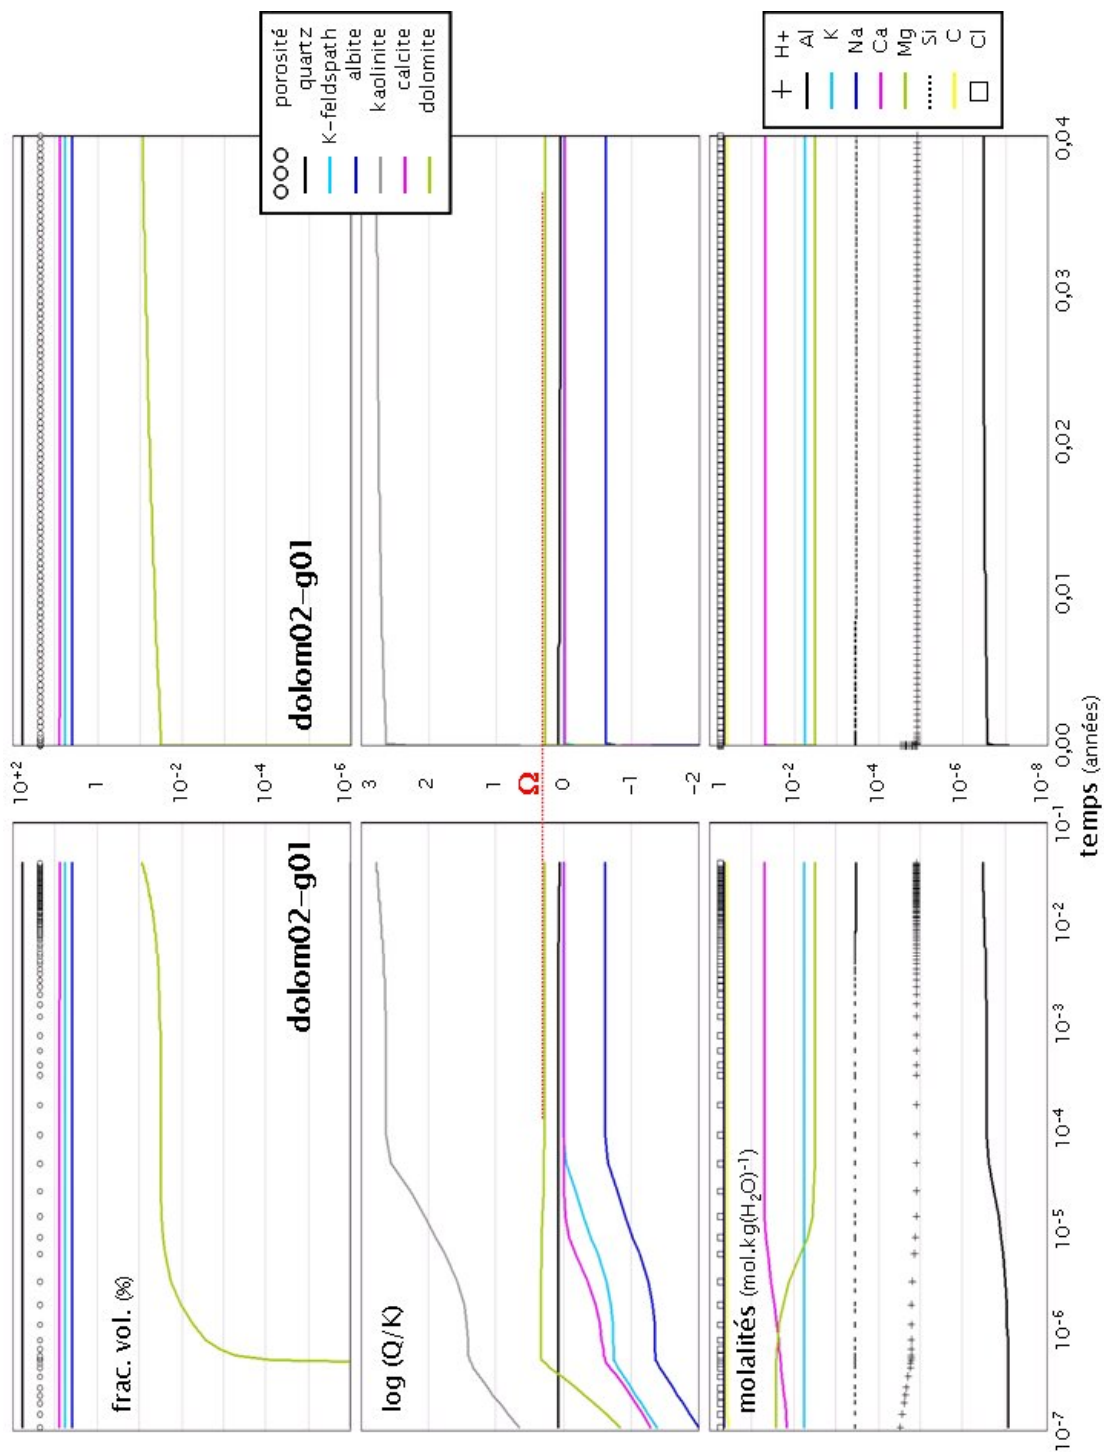 frac. vol. (%)
dolom02-g01
dolom02-g01
10⁺²
1
10⁻²
10⁻⁴
10⁻⁶
porosité
quartz
K-feldspath
albite
kaolinite
calcite
dolomite
log (Q/K)
3
2
1
Ω
0
-1
-2
molalités (mol.kg(H₂O)⁻¹)
1
10⁻²
10⁻⁴
10⁻⁶
10⁻⁸
H+
Al
K
Na
Ca
Mg
Si
C
Cl
10⁻⁷ 10⁻⁶ 10⁻⁵ 10⁻⁴ 10⁻³ 10⁻² 10⁻¹ 0,00 0,01 0,02 0,03 0,04
temps (années)